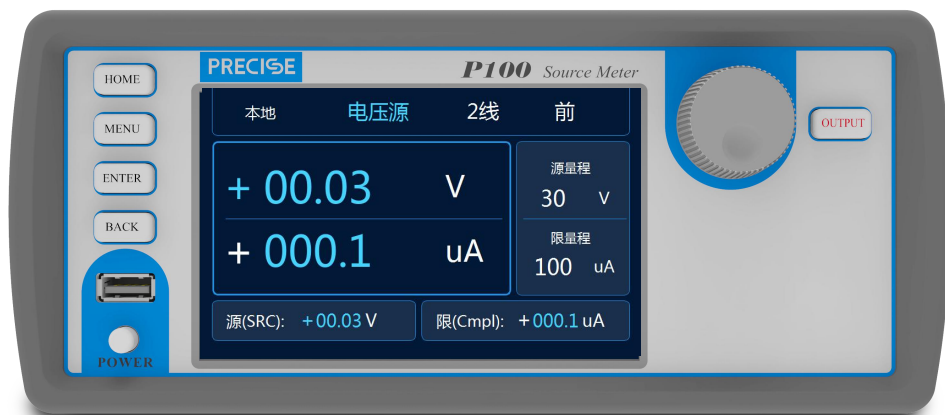 PRECISE
P100 Source Meter
HOME
MENU
ENTER
BACK
POWER
本地 电压源 2线 前
+ 00.03 V
+ 000.1 uA
源量程
30 V
限量程
100 uA
源(SRC): +00.03 V
限(Cmpl): +000.1 uA
OUTPUT